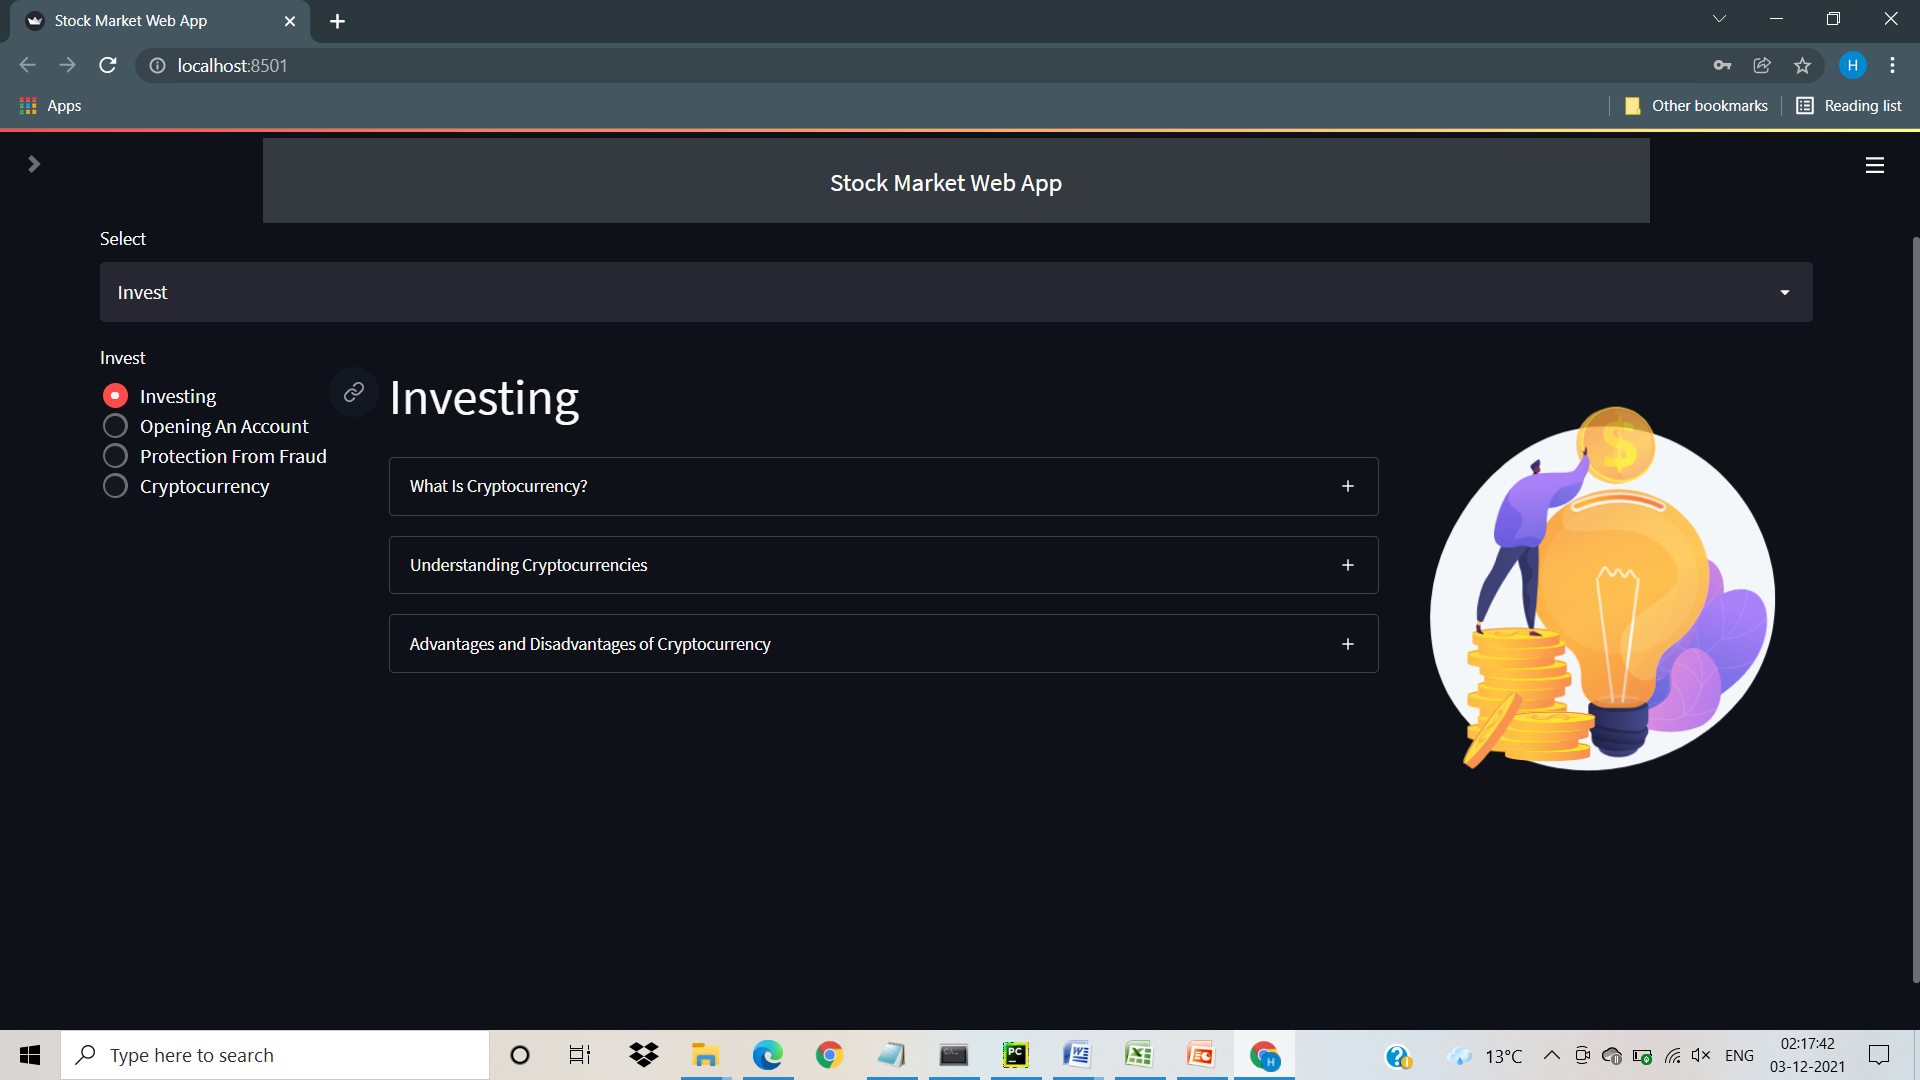 Stock Market Web App
localhost:8501
H
Apps
Other bookmarks
Reading list
Stock Market Web App
Select
Invest
Invest
Investing
Opening An Account
Protection From Fraud
Cryptocurrency
Investing
What Is Cryptocurrency?
Understanding Cryptocurrencies
Advantages and Disadvantages of Cryptocurrency
$
Type here to search
PC
13°C
ENG
02:17:42
03-12-2021